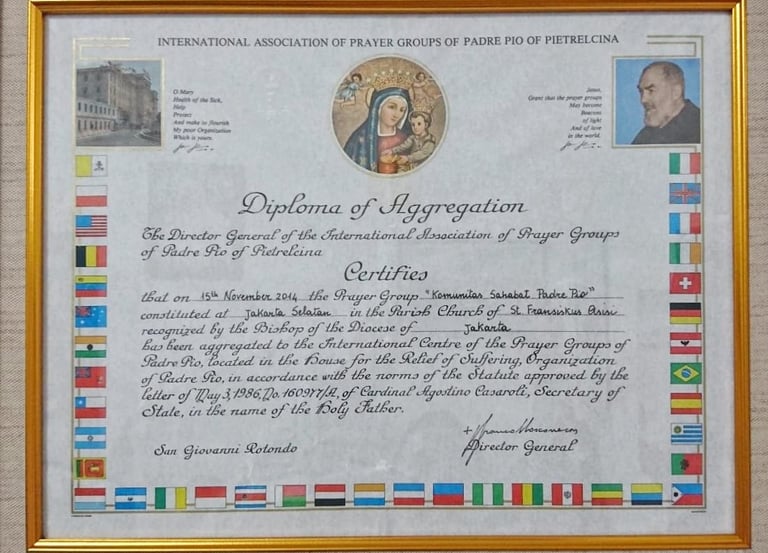 INTERNATIONAL ASSOCIATION OF PRAYER GROUPS OF PADRE PIO OF PIETRELCINA
O Mary
Health of the Sick,
Help
Protect
And make to flourish
My poor Organisation
Which is yours.
Jesus,
Grant that the prayer groups
May become
Beacons
of light
And of love
in the world.
Diploma of Aggregation
The Director General of the International Association of Prayer Groups
of Padre Pio of Pietrelcina
Certifies
that on 15th November 2014 the Prayer Group "Komunitas Sahabat Padre Pio"
constituted at Jakarta Selatan in the Parish Church of St. Fransiskus Asisi
recognized by the Bishop of the Diocese of Jakarta
has been aggregated to the International Centre of the Prayer Groups of
Padre Pio, located in the House for the Relief of Suffering, Organization
of Padre Pio, in accordance with the norms of the Statute approved by the
letter of May 3, 1986, No. 160977/A, of Cardinal Agostino Casaroli, Secretary of
State, in the name of the Holy Father.
San Giovanni Rotondo
Director General